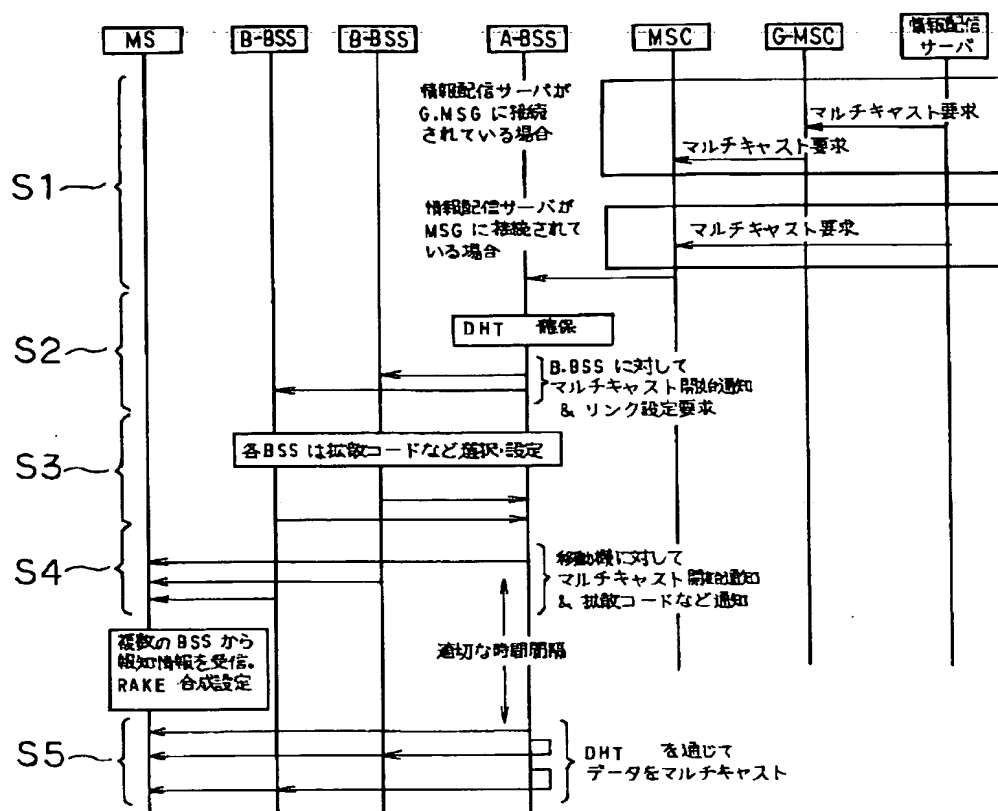 MS
B-BSS
B-BSS
A-BSS
MSC
G-MSC
情報配信
サーバ
情報配信サーバが
G.MSG に接続
されている場合
マルチキャスト要求
マルチキャスト要求
S1
情報配信サーバが
MSG に接続されて
いる場合
マルチキャスト要求
DHT 確保
S2
B.BSS に対して
マルチキャスト開始通知
& リンク設定要求
各BSSは拡散コードなど選択・設定
S3
S4
移動機に対して
マルチキャスト開始通知
& 拡散コードなど通知
複数の BSS から
報知情報を受信。
RAKE 合成設定
適切な時間間隔
S5
DHT を通じて
データをマルチキャスト